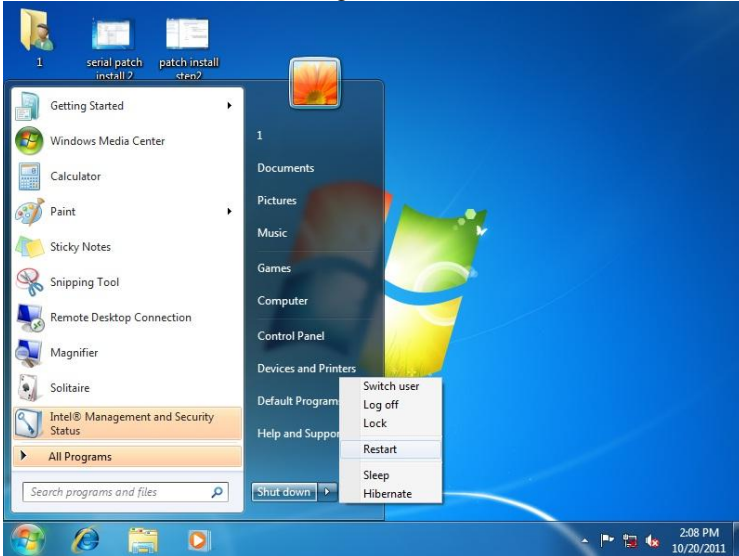 1
serial patch
install 2
patch install
step2
Getting Started
Windows Media Center
Calculator
Paint
Sticky Notes
Snipping Tool
Remote Desktop Connection
Magnifier
Solitaire
Intel® Management and Security
Status
All Programs
Search programs and files
1
Documents
Pictures
Music
Games
Computer
Control Panel
Devices and Printers
Default Program
Help and Suppor
Shut down
Switch user
Log off
Lock
Restart
Sleep
Hibernate
2:08 PM
10/20/2011